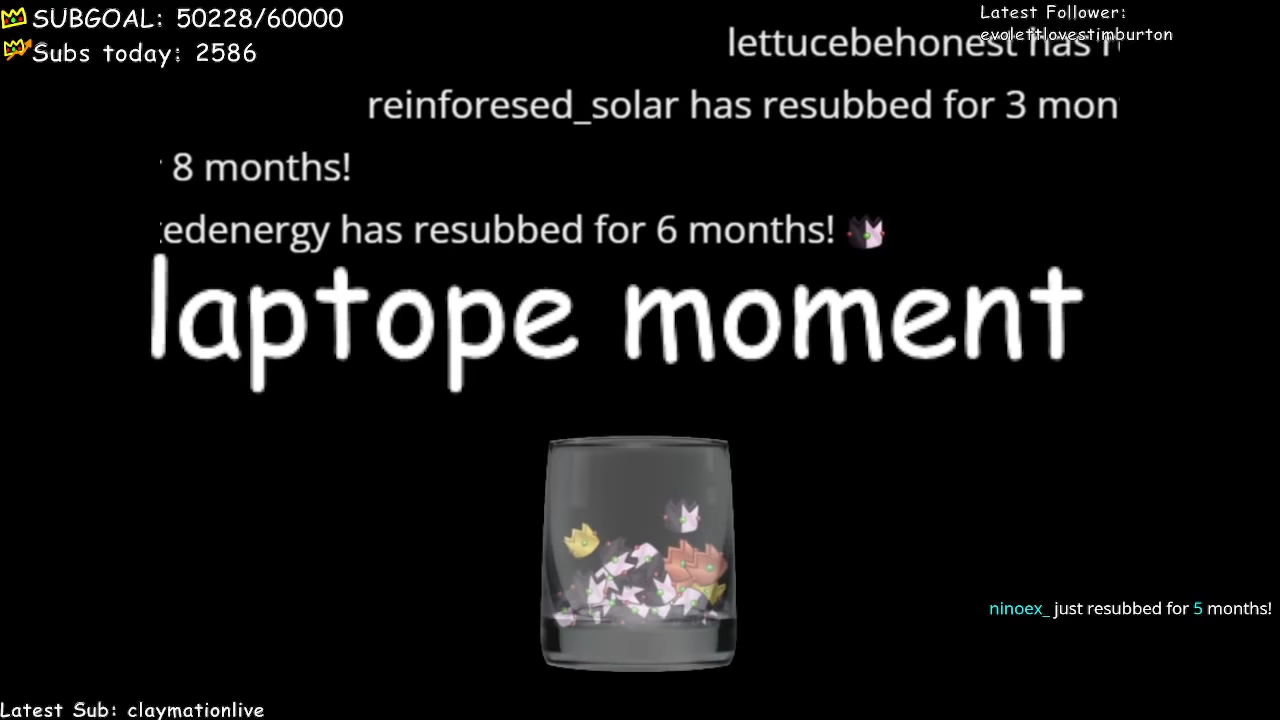 SUBGOAL: 50228/60000
Subs today: 2586
Latest Follower:
evolettlovestimburton
lettucebehonest has r
reinforesed_solar has resubbed for 3 mon
8 months!
edenergy has resubbed for 6 months!
laptope moment
ninoex_ just resubbed for 5 months!
Latest Sub: claymationlive